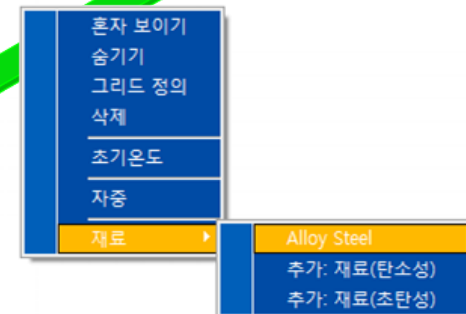 혼자 보이기
숨기기
그리드 정의
삭제
초기온도
자중
재료
Alloy Steel
추가: 재료(탄소성)
추가: 재료(초탄성)